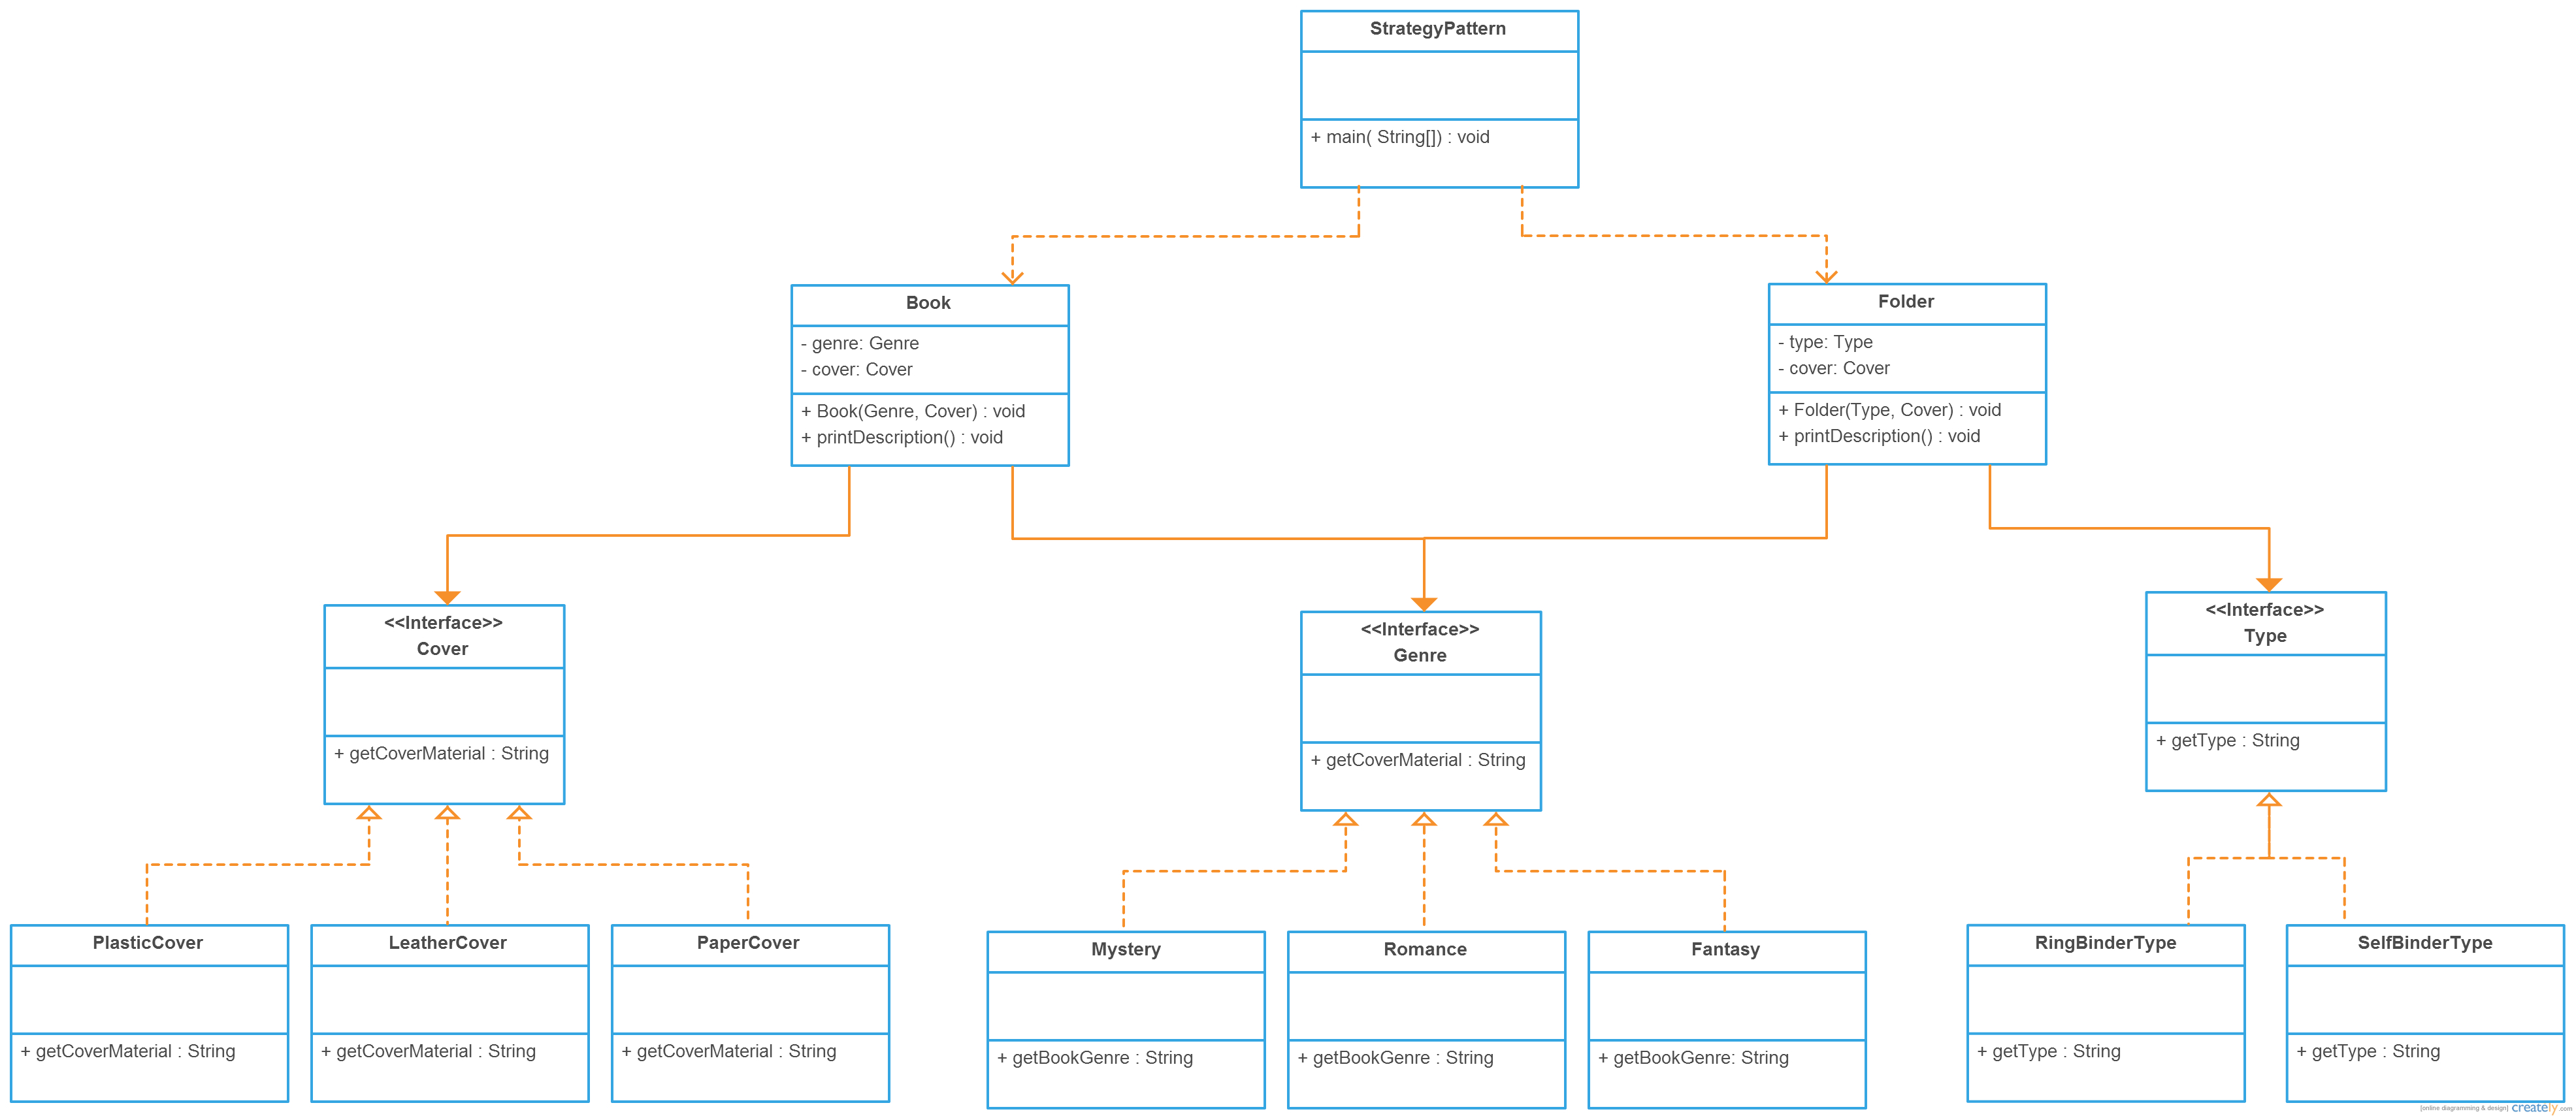 StrategyPattern
+ main( String[]) : void
Book
- genre: Genre
- cover: Cover
+ Book(Genre, Cover) : void
+ printDescription() : void
Folder
- type: Type
- cover: Cover
+ Folder(Type, Cover) : void
+ printDescription() : void
<<Interface>>
Cover
+ getCoverMaterial : String
<<Interface>>
Genre
+ getCoverMaterial : String
<<Interface>>
Type
+ getType : String
PlasticCover
+ getCoverMaterial : String
LeatherCover
+ getCoverMaterial : String
PaperCover
+ getCoverMaterial : String
Mystery
+ getBookGenre : String
Romance
+ getBookGenre : String
Fantasy
+ getBookGenre: String
RingBinderType
+ getType : String
SelfBinderType
+ getType : String
[online diagramming & design] creately.com